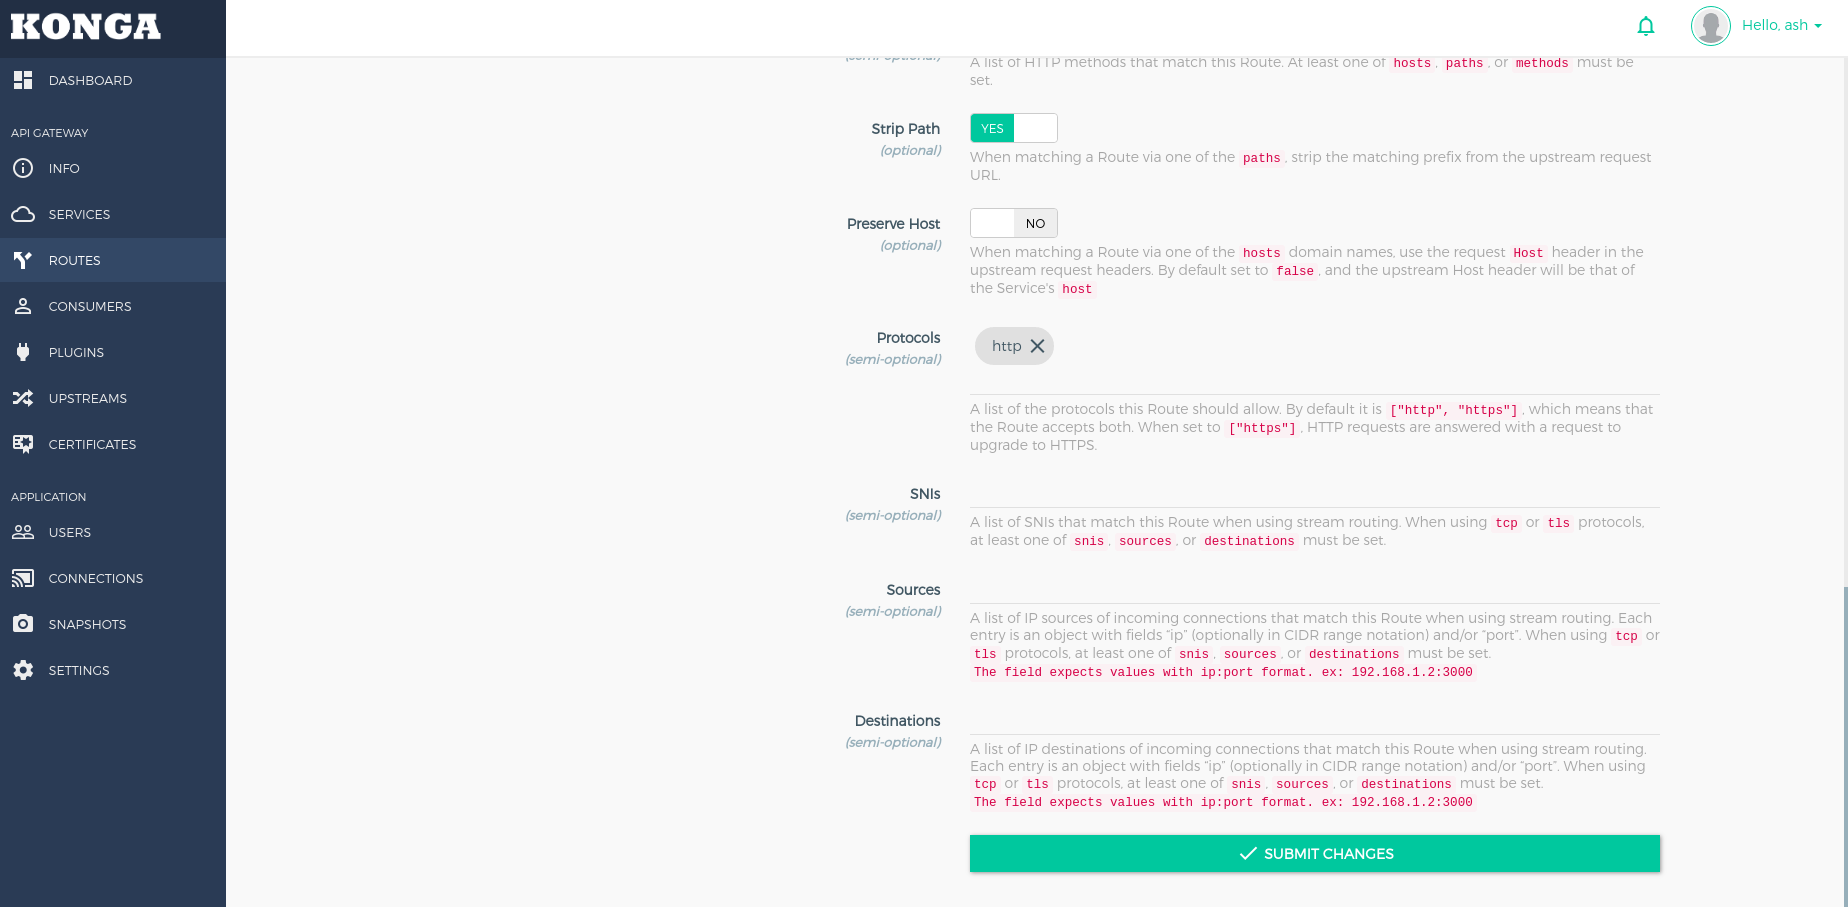 KONGA
Hello, ash
DASHBOARD
API GATEWAY
INFO
SERVICES
ROUTES
CONSUMERS
PLUGINS
UPSTREAMS
CERTIFICATES
APPLICATION
USERS
CONNECTIONS
SNAPSHOTS
SETTINGS
(semi-optional)
A list of HTTP methods that match this Route. At least one of hosts, paths, or methods must be
set.
Strip Path
(optional)
YES
When matching a Route via one of the paths, strip the matching prefix from the upstream request
URL.
Preserve Host
(optional)
NO
When matching a Route via one of the hosts domain names, use the request Host header in the
upstream request headers. By default set to false, and the upstream Host header will be that of
the Service's host
Protocols
(semi-optional)
http
A list of the protocols this Route should allow. By default it is ["http", "https"], which means that
the Route accepts both. When set to ["https"], HTTP requests are answered with a request to
upgrade to HTTPS.
SNIs
(semi-optional)
A list of SNIs that match this Route when using stream routing. When using tcp or tls protocols,
at least one of snis, sources, or destinations must be set.
Sources
(semi-optional)
A list of IP sources of incoming connections that match this Route when using stream routing. Each
entry is an object with fields “ip” (optionally in CIDR range notation) and/or “port”. When using tcp or
tls protocols, at least one of snis, sources, or destinations must be set.
The field expects values with ip:port format. ex: 192.168.1.2:3000
Destinations
(semi-optional)
A list of IP destinations of incoming connections that match this Route when using stream routing.
Each entry is an object with fields “ip” (optionally in CIDR range notation) and/or “port”. When using
tcp or tls protocols, at least one of snis, sources, or destinations must be set.
The field expects values with ip:port format. ex: 192.168.1.2:3000
SUBMIT CHANGES